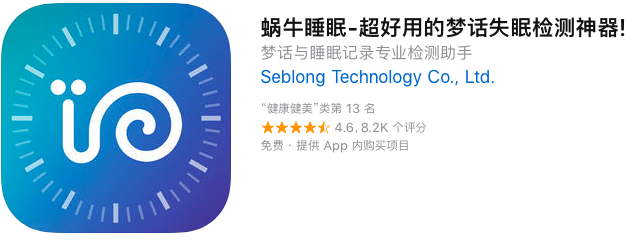 蜗牛睡眠-超好用的梦话失眠检测神器!
梦话与睡眠记录专业检测助手
Seblong Technology Co., Ltd.
“健康健美”类第 13 名
4.6, 8.2K 个评分
免费 · 提供 App 内购买项目